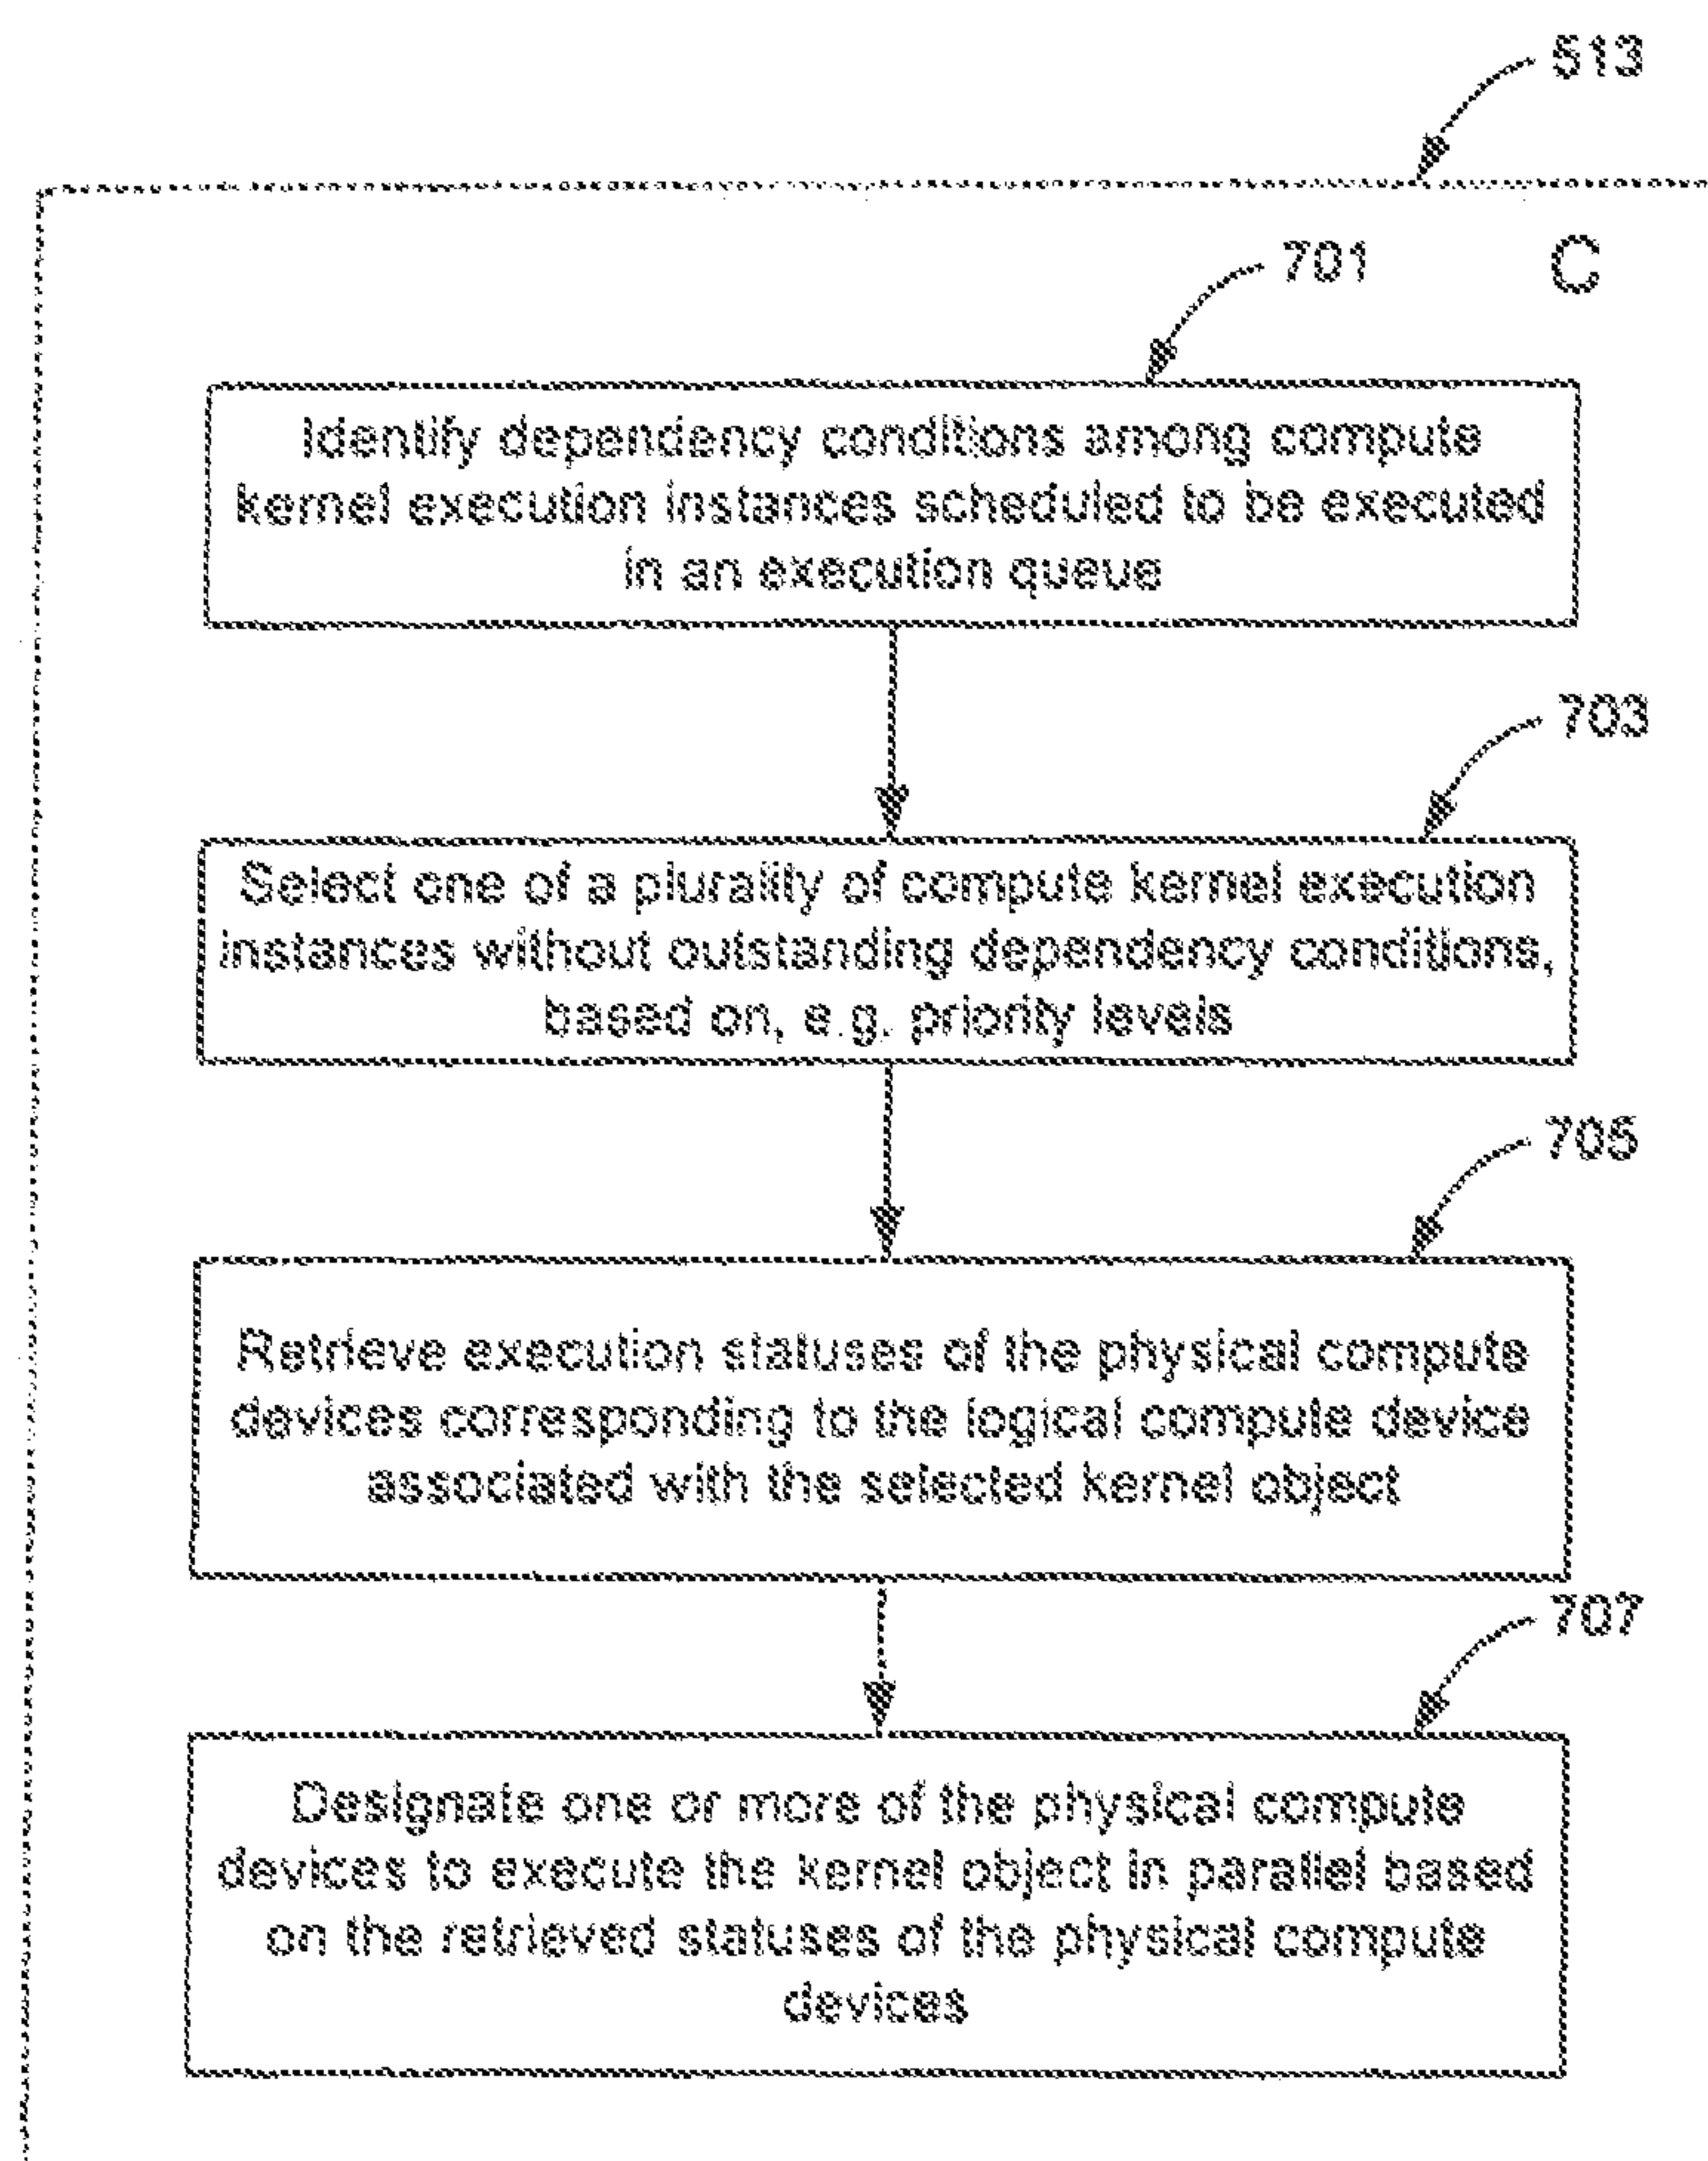 513
701
C
Identify dependency conditions among compute
kernel execution instances scheduled to be executed
in an execution queue
703
Select one of a plurality of compute kernel execution
instances without outstanding dependency conditions,
based on, e.g. priority levels
705
Retrieve execution statuses of the physical compute
devices corresponding to the logical compute device
associated with the selected kernel object
707
Designate one or more of the physical compute
devices to execute the kernel object in parallel based
on the retrieved statuses of the physical compute
devices